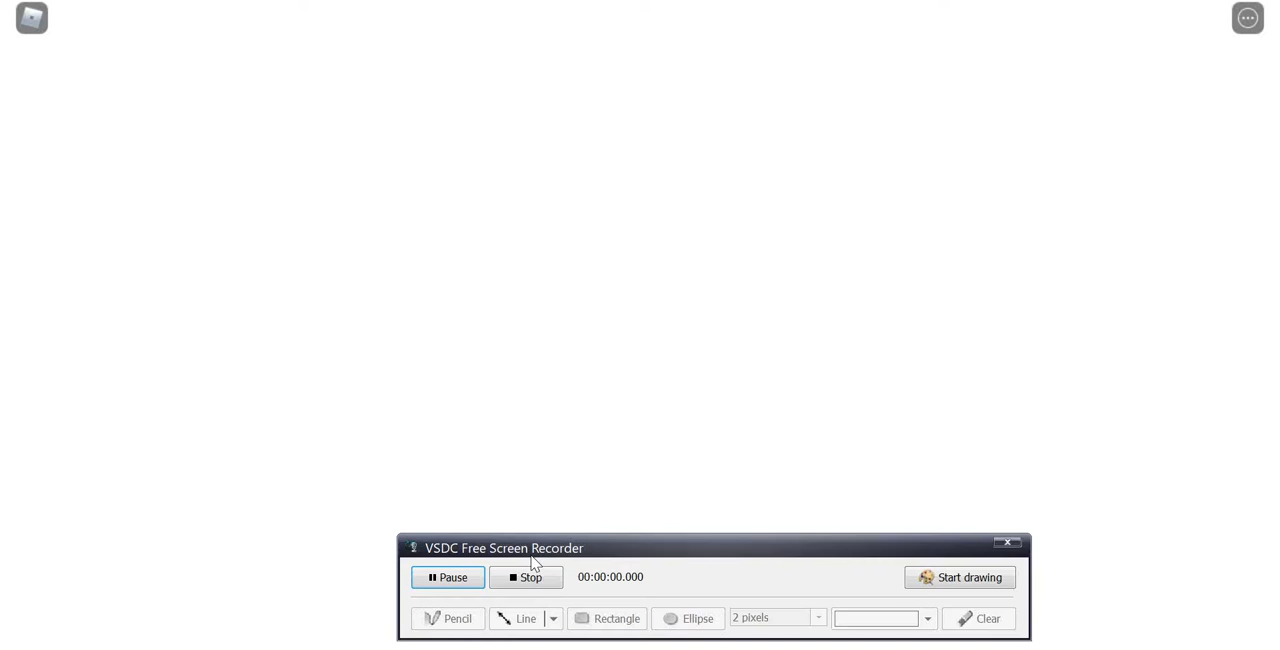 VSDC Free Screen Recorder
Pause Stop 00:00:00.000 Start drawing
Pencil Line Rectangle Ellipse 2 pixels Clear